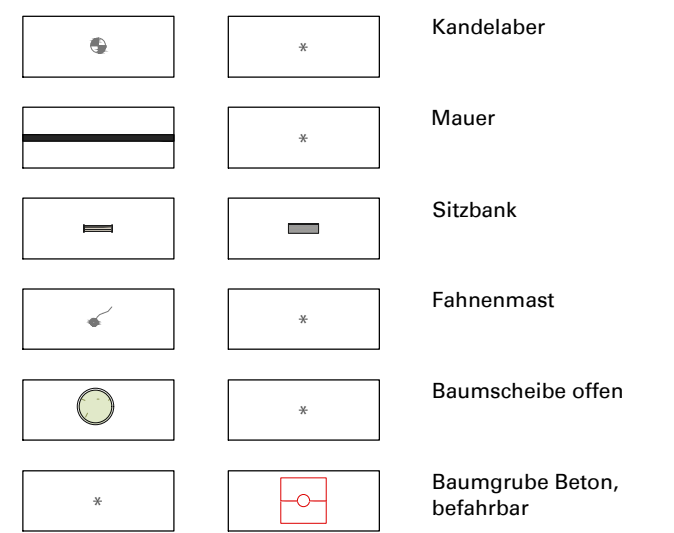 * Kandelaber
* Mauer
Sitzbank
* Fahnenmast
* Baumscheibe offen
* Baumgrube Beton,
befahrbar